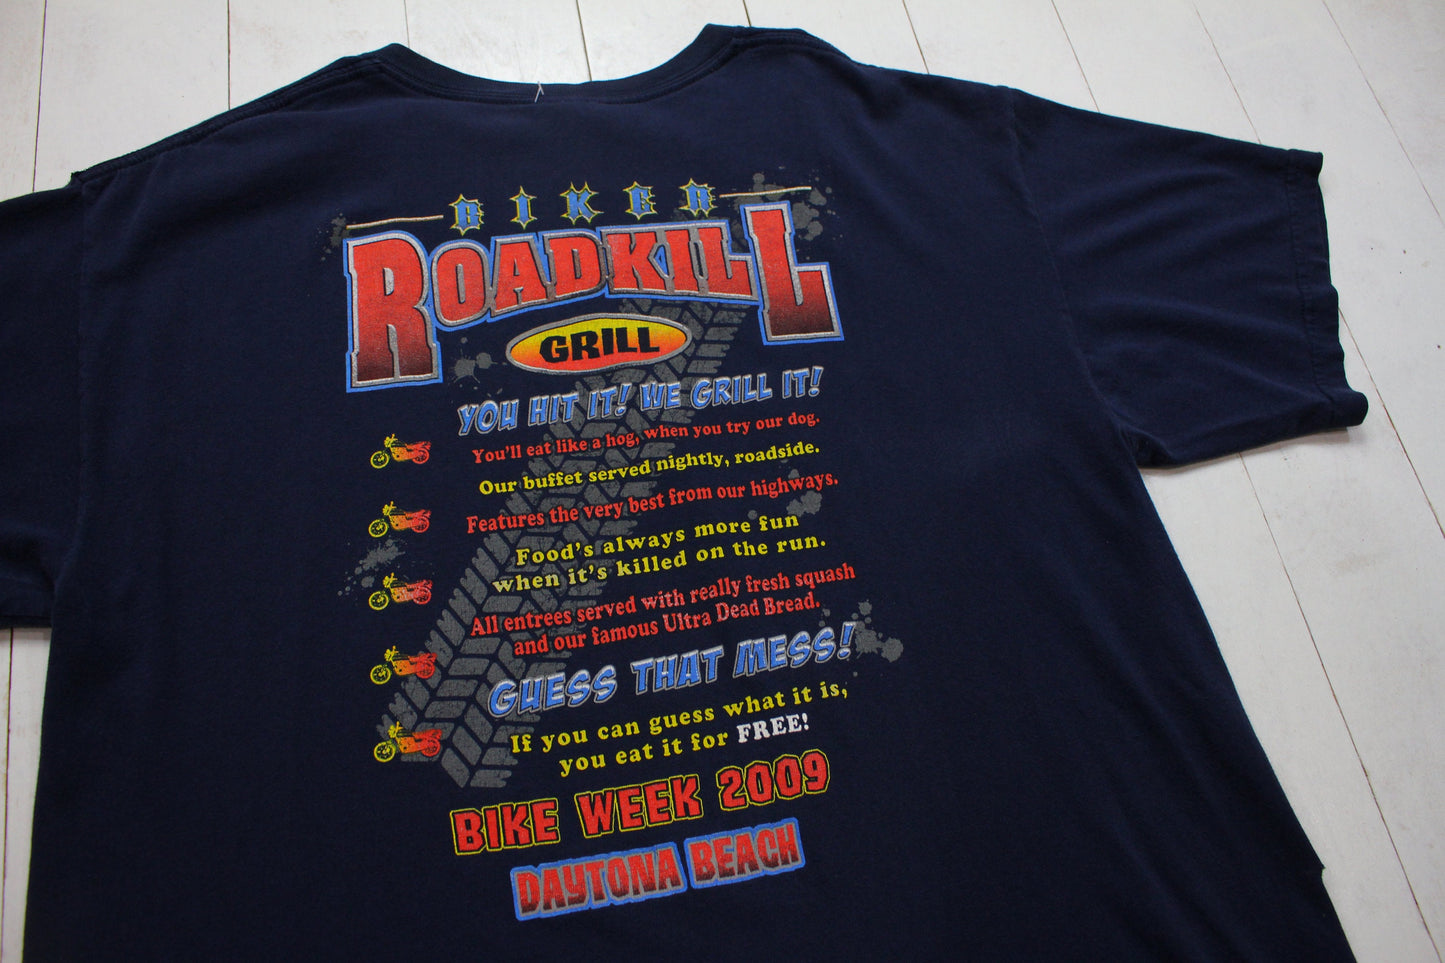 BIKER
ROADKILL
GRILL
YOU HIT IT! WE GRILL IT!
You'll eat like a hog, when you try our dog.
Our buffet served nightly, roadside.
Features the very best from our highways.
Food's always more fun
when it's killed on the run.
All entrees served with really fresh squash
and our famous Ultra Dead Bread.
GUESS THAT MESS!
If you can guess what it is,
you eat it for FREE!
BIKE WEEK 2009
DAYTONA BEACH